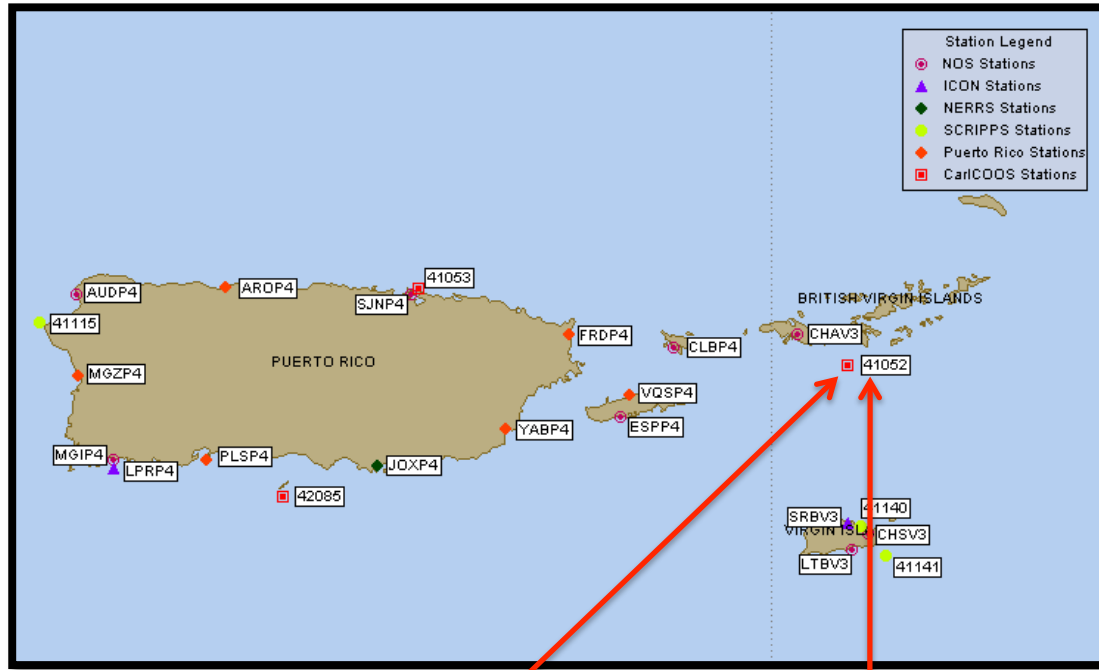 Station Legend
NOS Stations
ICON Stations
NERRS Stations
SCRIPPS Stations
Puerto Rico Stations
CarICOOS Stations
41053
AUDP4
AROP4
SJNP4
BRITISH VIRGIN ISLANDS
41115
FRDP4
CLBP4
CHAV3
PUERTO RICO
41052
MGZP4
VQSP4
ESPP4
YABP4
MGIP4
LPRP4
PLSP4
JOXP4
42085
SRBV3
41140
VIRGIN ISL
CHSV3
LTBV3
41141